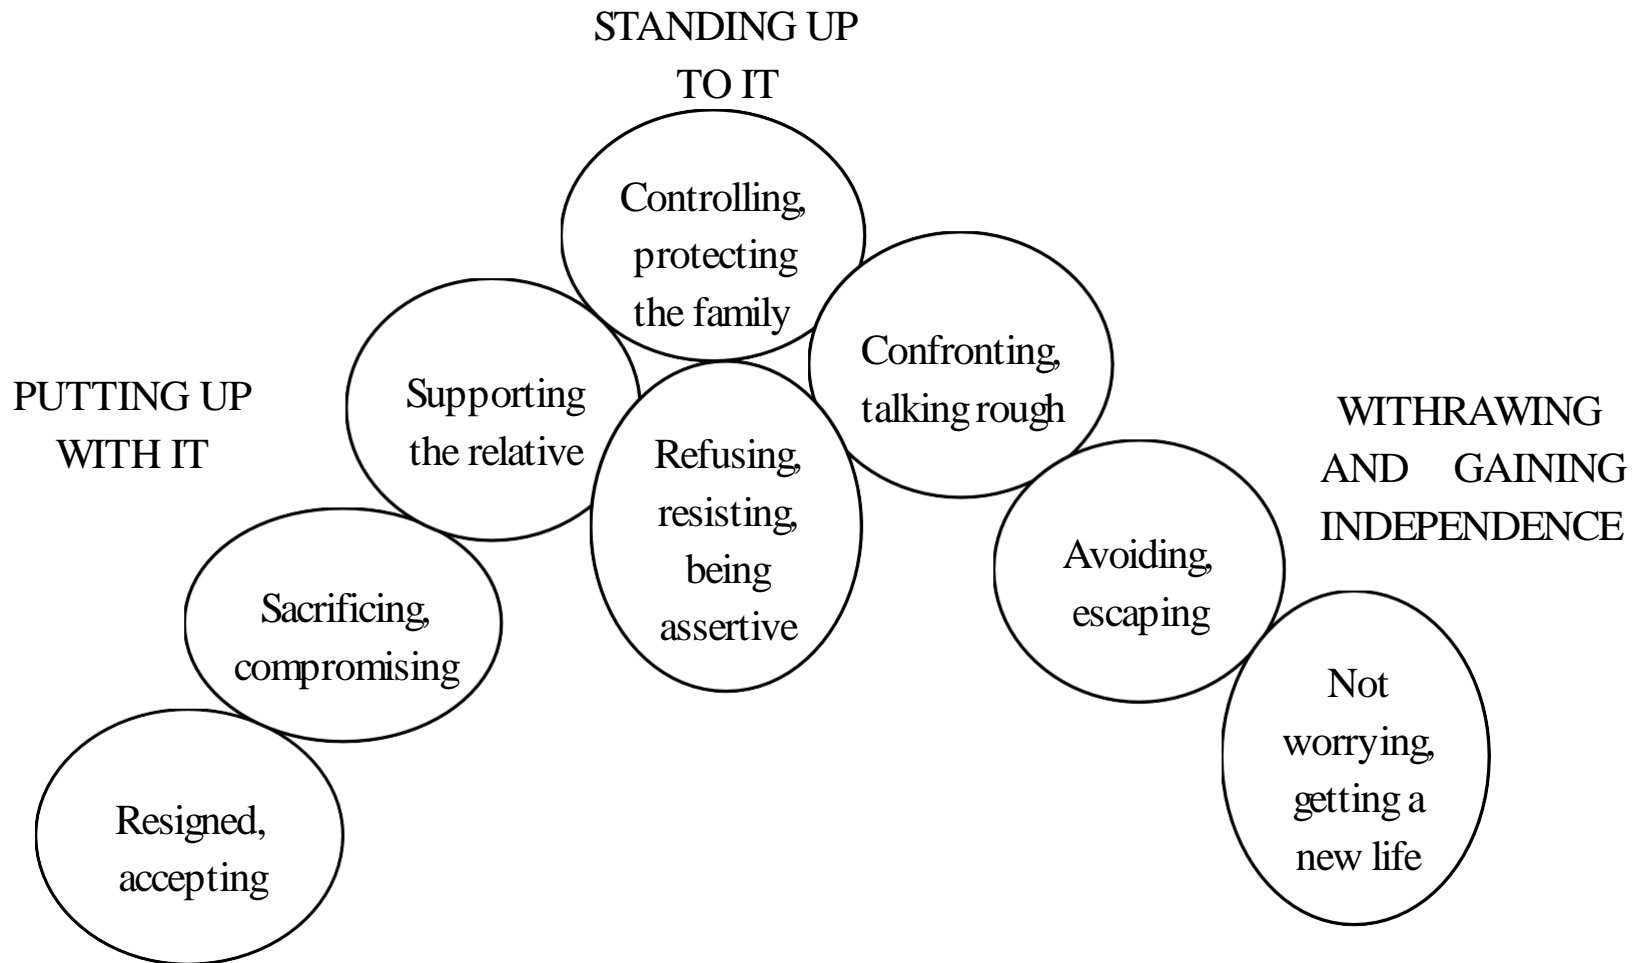 STANDING UP
TO IT
Controlling,
protecting
the family
Confronting,
talking rough
Supporting
the relative
PUTTING UP
WITH IT
Refusing,
resisting,
being
assertive
WITHRAWING
AND GAINING
INDEPENDENCE
Avoiding,
escaping
Sacrificing,
compromising
Not
worrying,
getting a
new life
Resigned,
accepting